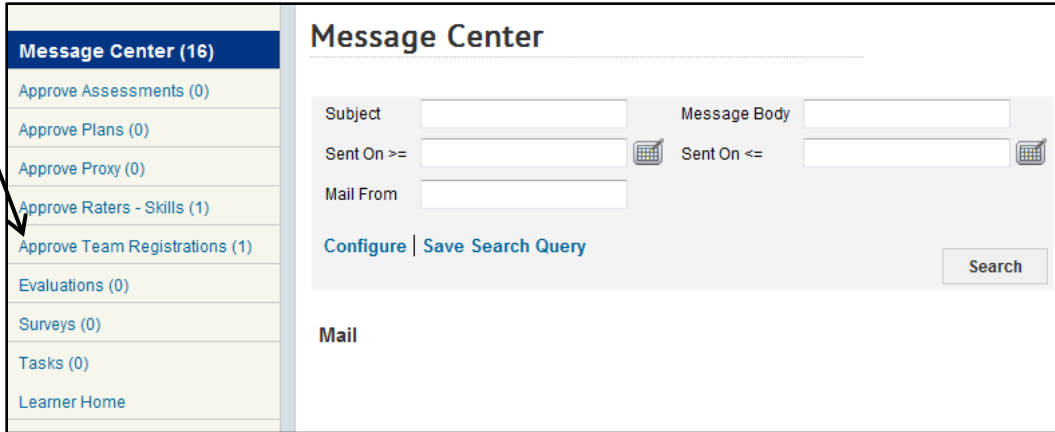 Message Center (16)
Approve Assessments (0)
Approve Plans (0)
Approve Proxy (0)
Approve Raters - Skills (1)
Approve Team Registrations (1)
Evaluations (0)
Surveys (0)
Tasks (0)
Learner Home
Message Center
Subject Message Body
Sent On >= Sent On <=
Mail From
Configure | Save Search Query
Search
Mail